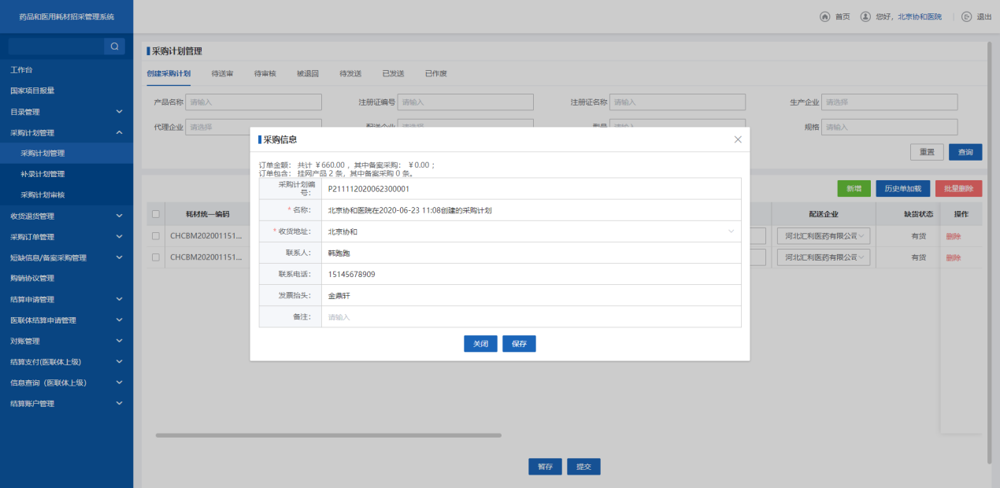 药品和医用耗材招采管理系统
首页
您好，北京协和医院
退出
工作台
国家项目报量
目录管理
采购计划管理
采购计划管理
补录计划管理
采购计划审核
收货退货管理
采购订单管理
短缺信息/备案采购管理
购销协议管理
结算申请管理
医联体结算申请管理
对账管理
结算支付(医联体上级)
信息查询（医联体上级）
结算账户管理
采购计划管理
创建采购计划 待送审 待审核 被退回 待发送 已发送 已作废
产品名称 请输入 注册证编号 请输入 注册证名称 请输入 生产企业 请选择
代理企业 请选择 配送企业 请选择 型号 请输入 规格 请输入
重置 查询
新增 历史单加载 批量删除
耗材统一编码 配送企业 缺货状态 操作
CHCBM202001151... 河北汇利医药有限公司 有货 删除
CHCBM202001151... 河北汇利医药有限公司 有货 删除
采购信息
订单金额： 共计 ￥660.00 ，其中备案采购： ￥0.00 ；
订单包含： 挂网产品 2 条，其中备案采购 0 条。
采购计划编号： P211112020062300001
* 名称： 北京协和医院在2020-06-23 11:08创建的采购计划
* 收货地址： 北京协和
联系人： 韩跑跑
联系电话： 15145678909
发票抬头： 金鼎轩
备注： 请输入
关闭 保存
暂存 提交